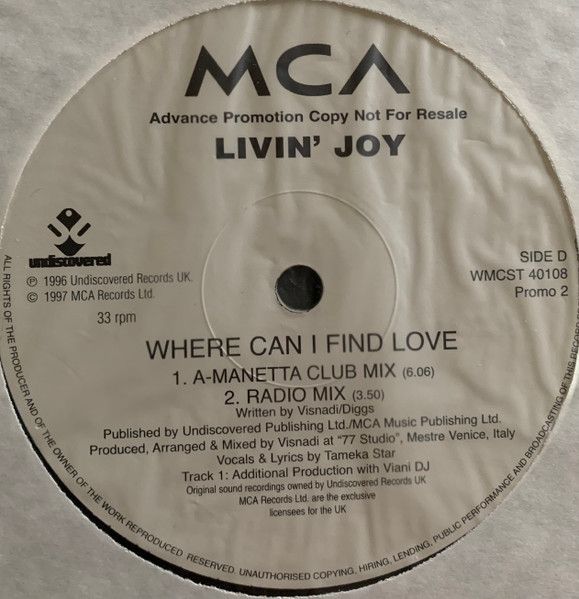 MCA
Advance Promotion Copy Not For Resale
LIVIN' JOY
undiscovered
℗ 1996 Undiscovered Records UK.
© 1997 MCA Records Ltd.
33 rpm
SIDE D
WMCST 40108
Promo 2
WHERE CAN I FIND LOVE
1. A-MANETTA CLUB MIX (6.06)
2. RADIO MIX (3.50)
Written by Visnadi/Diggs
Published by Undiscovered Publishing Ltd./MCA Music Publishing Ltd.
Produced, Arranged & Mixed by Visnadi at "77 Studio", Mestre Venice, Italy
Vocals & Lyrics by Tameka Star
Track 1: Additional Production with Viani DJ
Original sound recordings owned by Undiscovered Records UK
MCA Records Ltd. are the exclusive
licensees for the UK
ALL RIGHTS OF THE PRODUCER AND OF THE OWNER OF THE WORK REPRODUCED RESERVED. UNAUTHORISED COPYING, HIRING, LENDING, PUBLIC PERFORMANCE AND BROADCASTING OF THIS